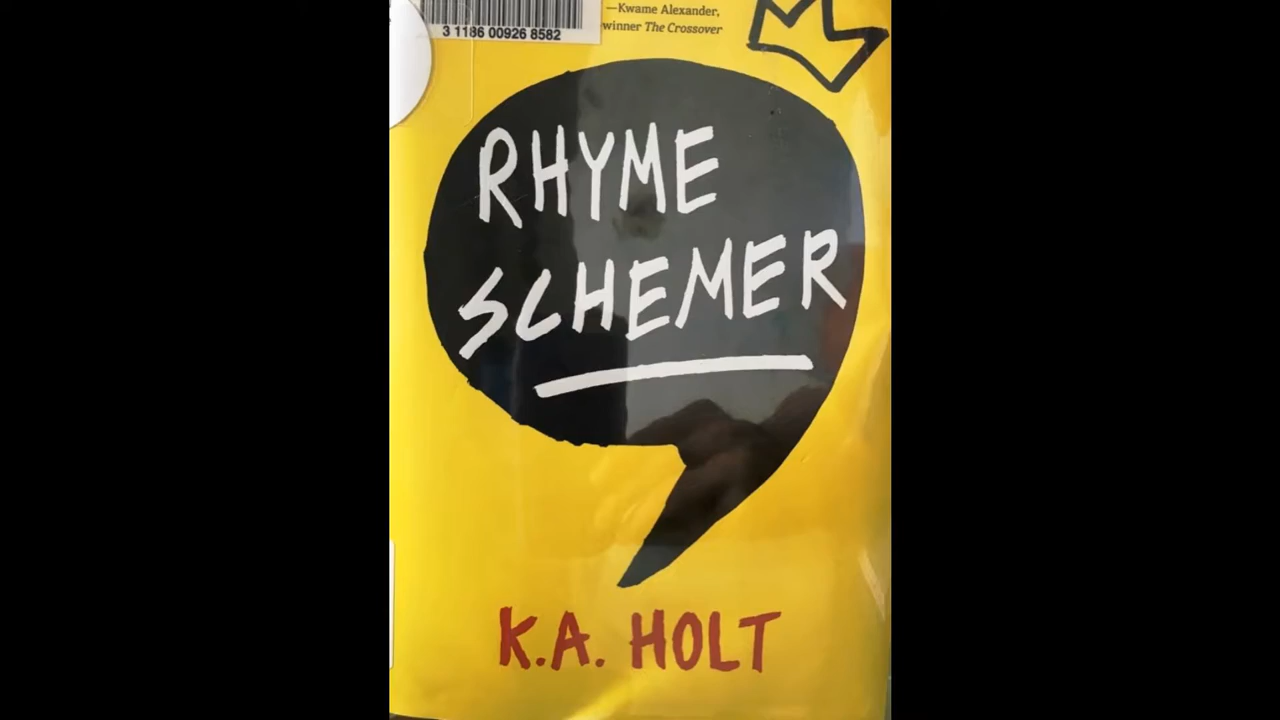 —Kwame Alexander,
winner The Crossover
3 1186 00926 8582
RHYME
SCHEMER
K.A. HOLT